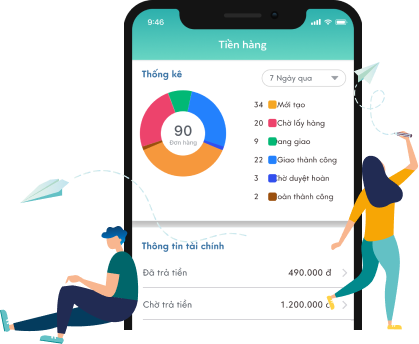 9:46
Tiền hàng
Thống kê
7 Ngày qua
90
Đơn hàng
34 Mới tạo
20 Chờ lấy hàng
9 ang giao
22 Giao thành công
3 hờ duyệt hoàn
2 oàn thành công
Thông tin tài chính
Đã trả tiền 490.000 đ
Chờ trả tiền 1.200.000 đ